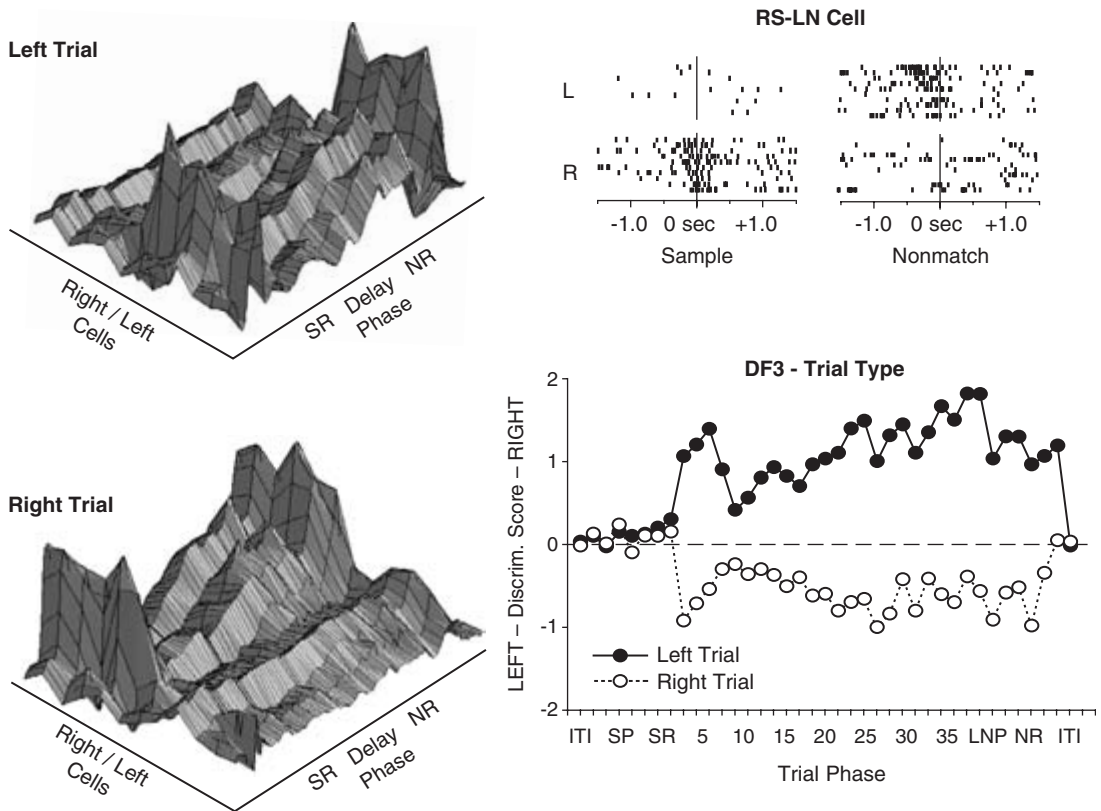 Left Trial
Right / Left
Cells
SR Delay NR
Phase
RS-LN Cell
L
R
-1.0 0 sec +1.0
Sample
-1.0 0 sec +1.0
Nonmatch
Right Trial
Right / Left
Cells
SR Delay NR
Phase
DF3 - Trial Type
LEFT – Discrim. Score – RIGHT
2
1
0
-1
-2
Left Trial
Right Trial
ITI SP SR 5 10 15 20 25 30 35 LNP NR ITI
Trial Phase